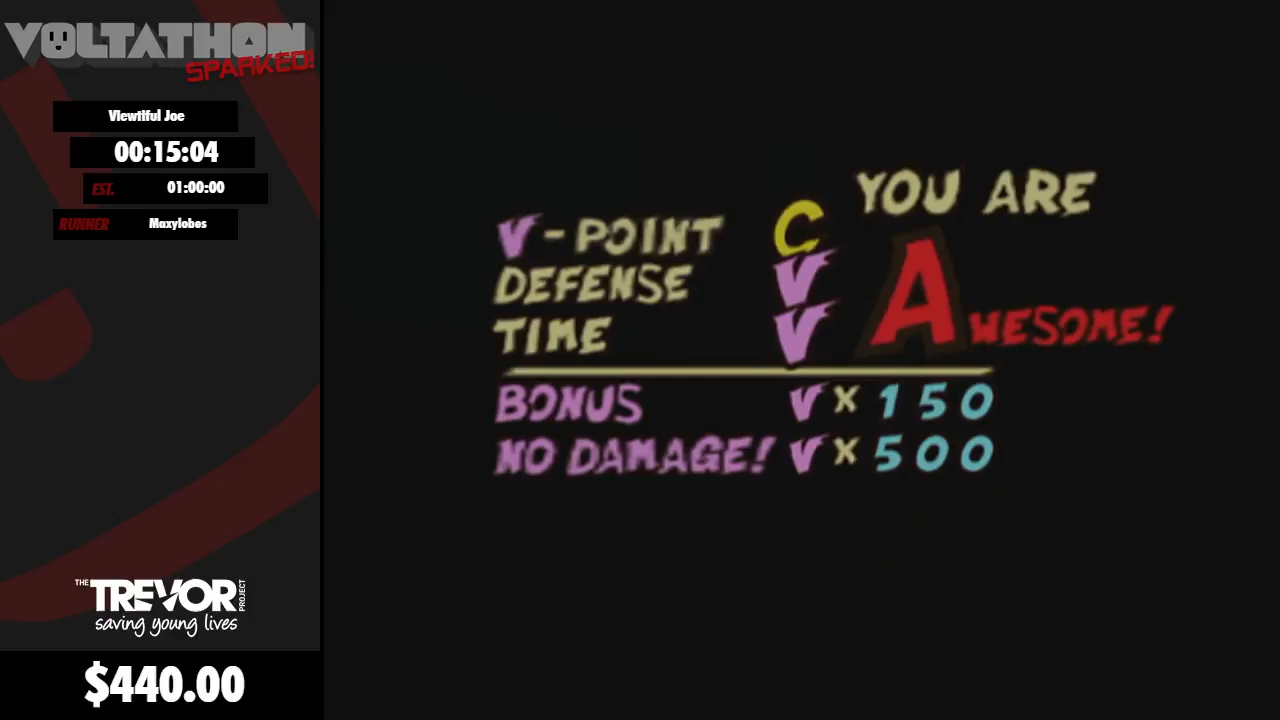 VOLTATHON
SPARKED!
Viewtiful Joe
00:15:04
EST. 01:00:00
RUNNER Maxylobes
THE TREVOR PROJECT
saving young lives
$440.00
YOU ARE
AWESOME!
V-POINT C
DEFENSE V
TIME V
BONUS V x 150
NO DAMAGE! V x 500